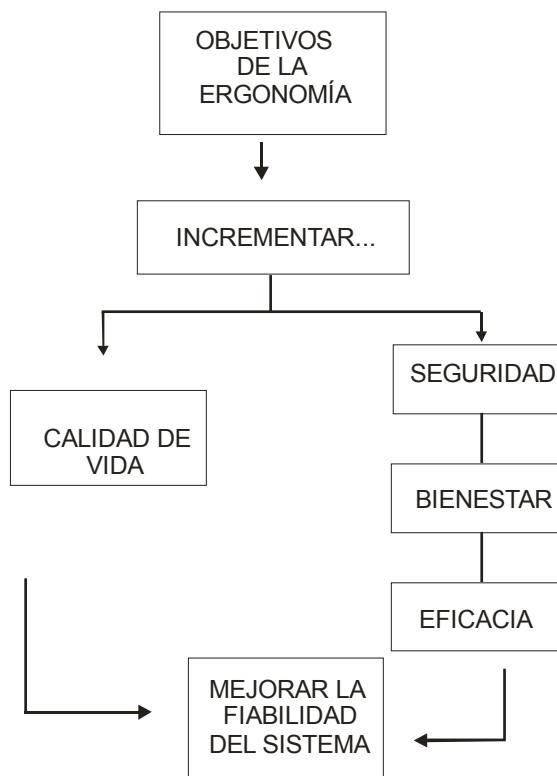 OBJETIVOS
DE LA
ERGONOMÍA
INCREMENTAR...
CALIDAD DE
VIDA
SEGURIDAD
BIENESTAR
EFICACIA
MEJORAR LA
FIABILIDAD
DEL SISTEMA